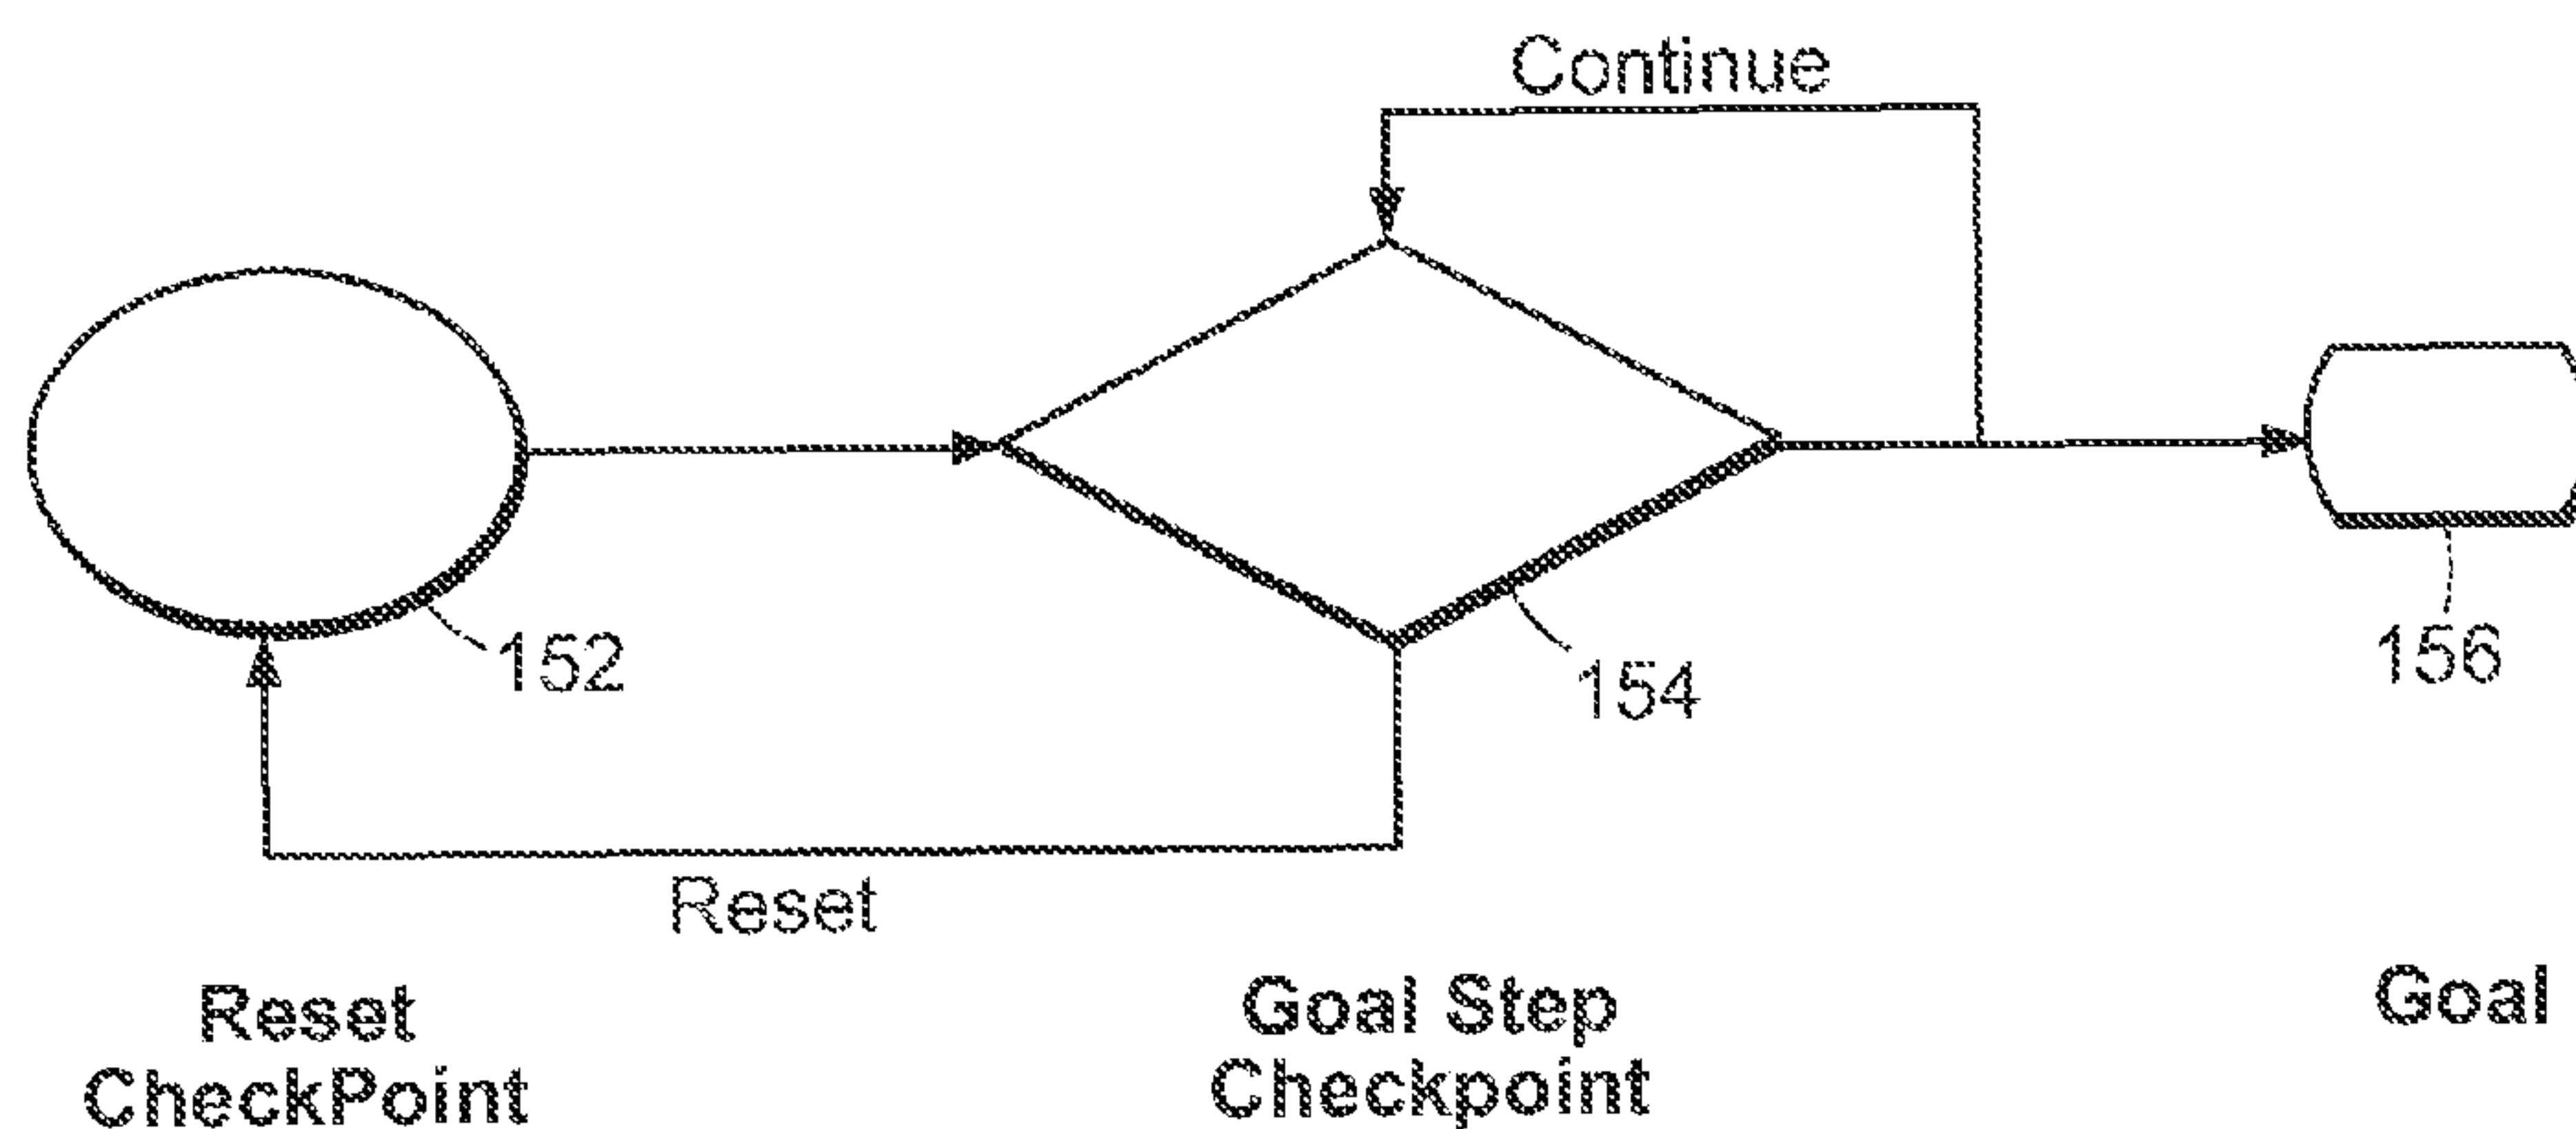 Continue
152
154
156
Reset
Reset
CheckPoint
Goal Step
Checkpoint
Goal